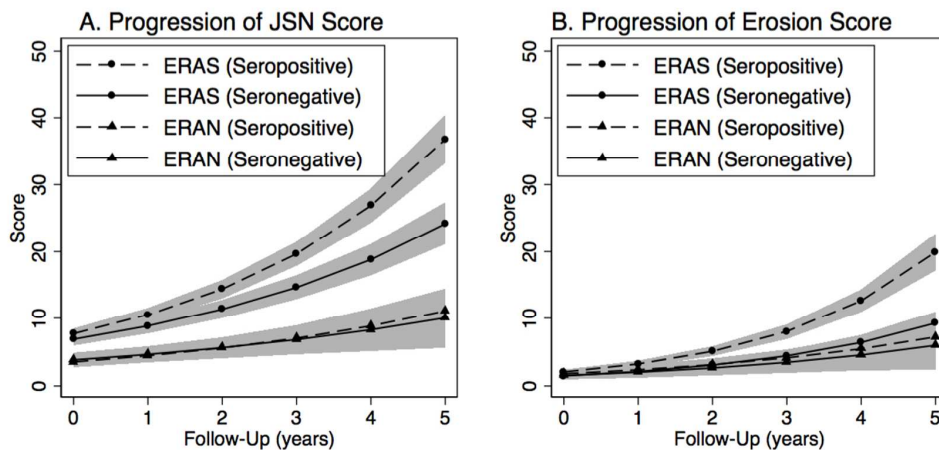 A. Progression of JSN Score
50
40
30
20
10
0
Score
ERAS (Seropositive)
ERAS (Seronegative)
ERAN (Seropositive)
ERAN (Seronegative)
0 1 2 3 4 5
Follow-Up (years)
B. Progression of Erosion Score
50
40
30
20
10
0
Score
ERAS (Seropositive)
ERAS (Seronegative)
ERAN (Seropositive)
ERAN (Seronegative)
0 1 2 3 4 5
Follow-Up (years)